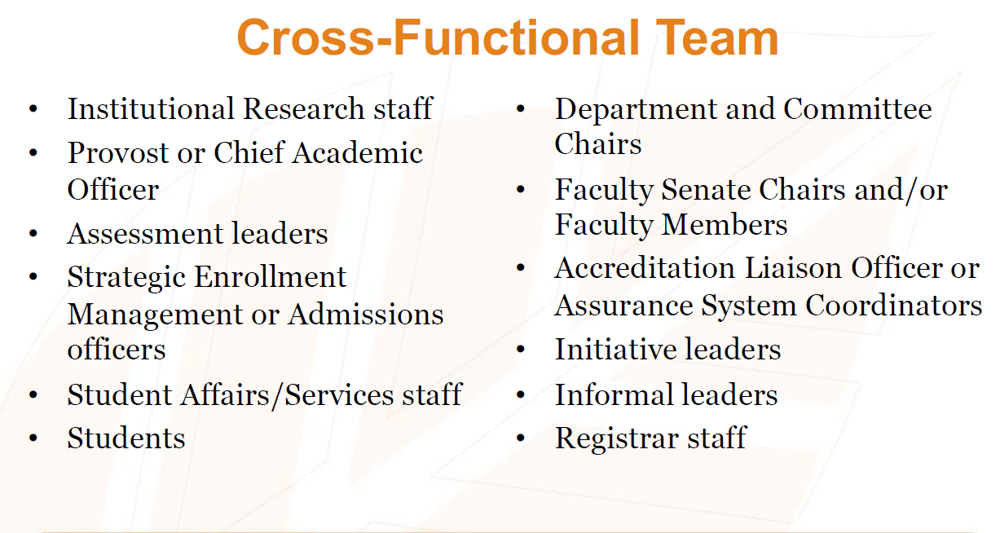 Cross-Functional Team
• Institutional Research staff
• Provost or Chief Academic
Officer
• Assessment leaders
• Strategic Enrollment
Management or Admissions
officers
• Student Affairs/Services staff
• Students
• Department and Committee
Chairs
• Faculty Senate Chairs and/or
Faculty Members
• Accreditation Liaison Officer or
Assurance System Coordinators
• Initiative leaders
• Informal leaders
• Registrar staff